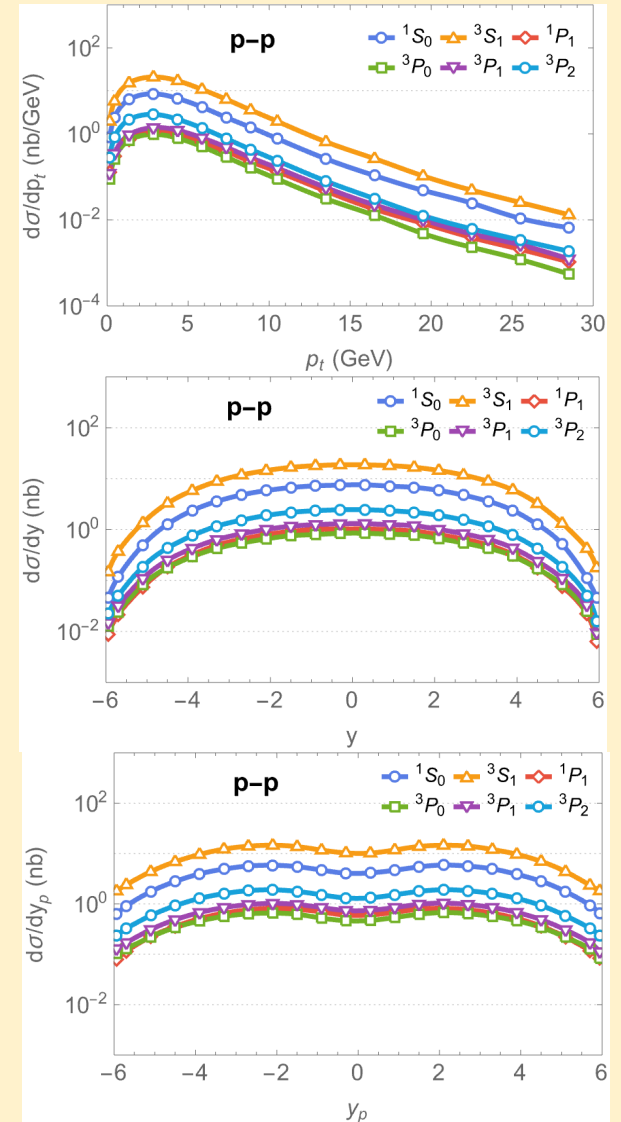 p-p
¹S₀ ³S₁ ¹P₁
³P₀ ³P₁ ³P₂
dσ/dpₜ (nb/GeV)
10²
10⁰
10⁻²
10⁻⁴
0 5 10 15 20 25 30
pₜ (GeV)
p-p
¹S₀ ³S₁ ¹P₁
³P₀ ³P₁ ³P₂
dσ/dy (nb)
10²
10⁰
10⁻²
−6 −4 −2 0 2 4 6
y
p-p
¹S₀ ³S₁ ¹P₁
³P₀ ³P₁ ³P₂
dσ/dyₚ (nb)
10²
10⁰
10⁻²
−6 −4 −2 0 2 4 6
yₚ